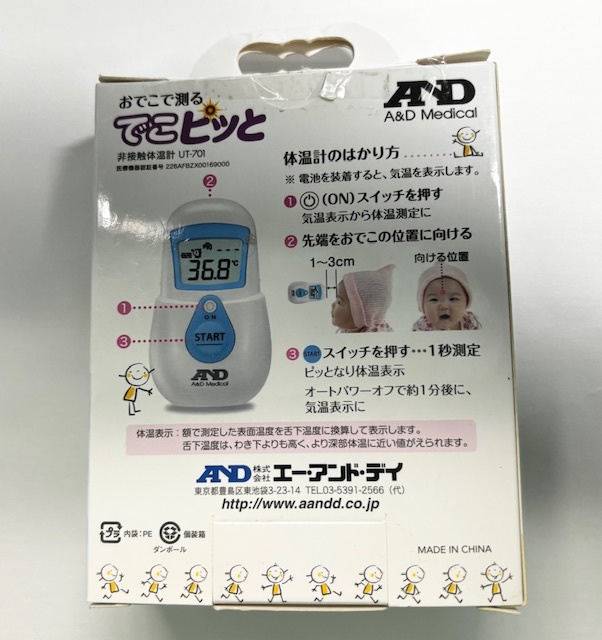 おでこで測る
でこピッと
非接触体温計 UT-701
医療機器認証番号 226AFBZX00169000
AND
A&D Medical
体温計のはかり方
※ 電池を装着すると、気温を表示します。
1 (ON)スイッチを押す
気温表示から体温測定に
2 先端をおでこの位置に向ける
1~3cm
向ける位置
3 START スイッチを押す…1秒測定
ピッとなり体温表示
オートパワーオフで約1分後に、
気温表示に
2
36.8℃
1
ON
3
START
AND
A&D Medical
体温表示:額で測定した表面温度を舌下温度に換算して表示します。
舌下温度は、わき下よりも高く、より深部体温に近い値がえられます。
AND 株式会社 エー・アンド・デイ
東京都豊島区東池袋3-23-14 TEL.03-5391-2566(代)
http://www.aandd.co.jp
プラ 内袋:PE
個装箱
ダンボール
MADE IN CHINA